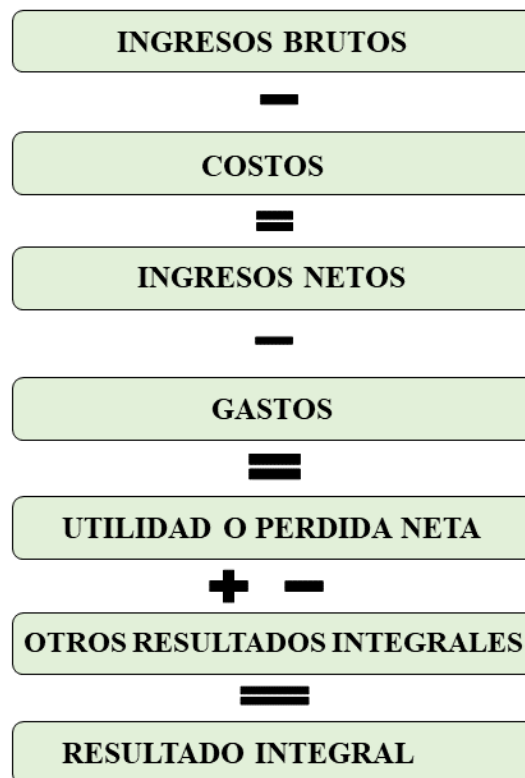 INGRESOS BRUTOS
−
COSTOS
=
INGRESOS NETOS
−
GASTOS
=
UTILIDAD O PERDIDA NETA
+ −
OTROS RESULTADOS INTEGRALES
=
RESULTADO INTEGRAL